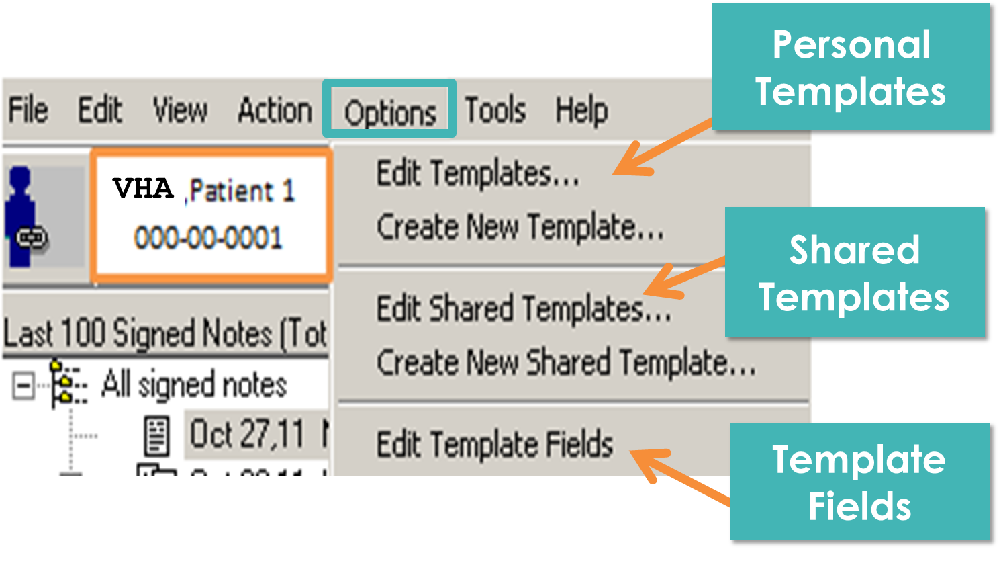 Personal
Templates
File Edit View Action Options Tools Help
VHA ,Patient 1
000-00-0001
Edit Templates...
Create New Template...
Shared
Templates
Edit Shared Templates...
Create New Shared Template...
Last 100 Signed Notes (Tot
All signed notes
Oct 27,11
Edit Template Fields
Template
Fields